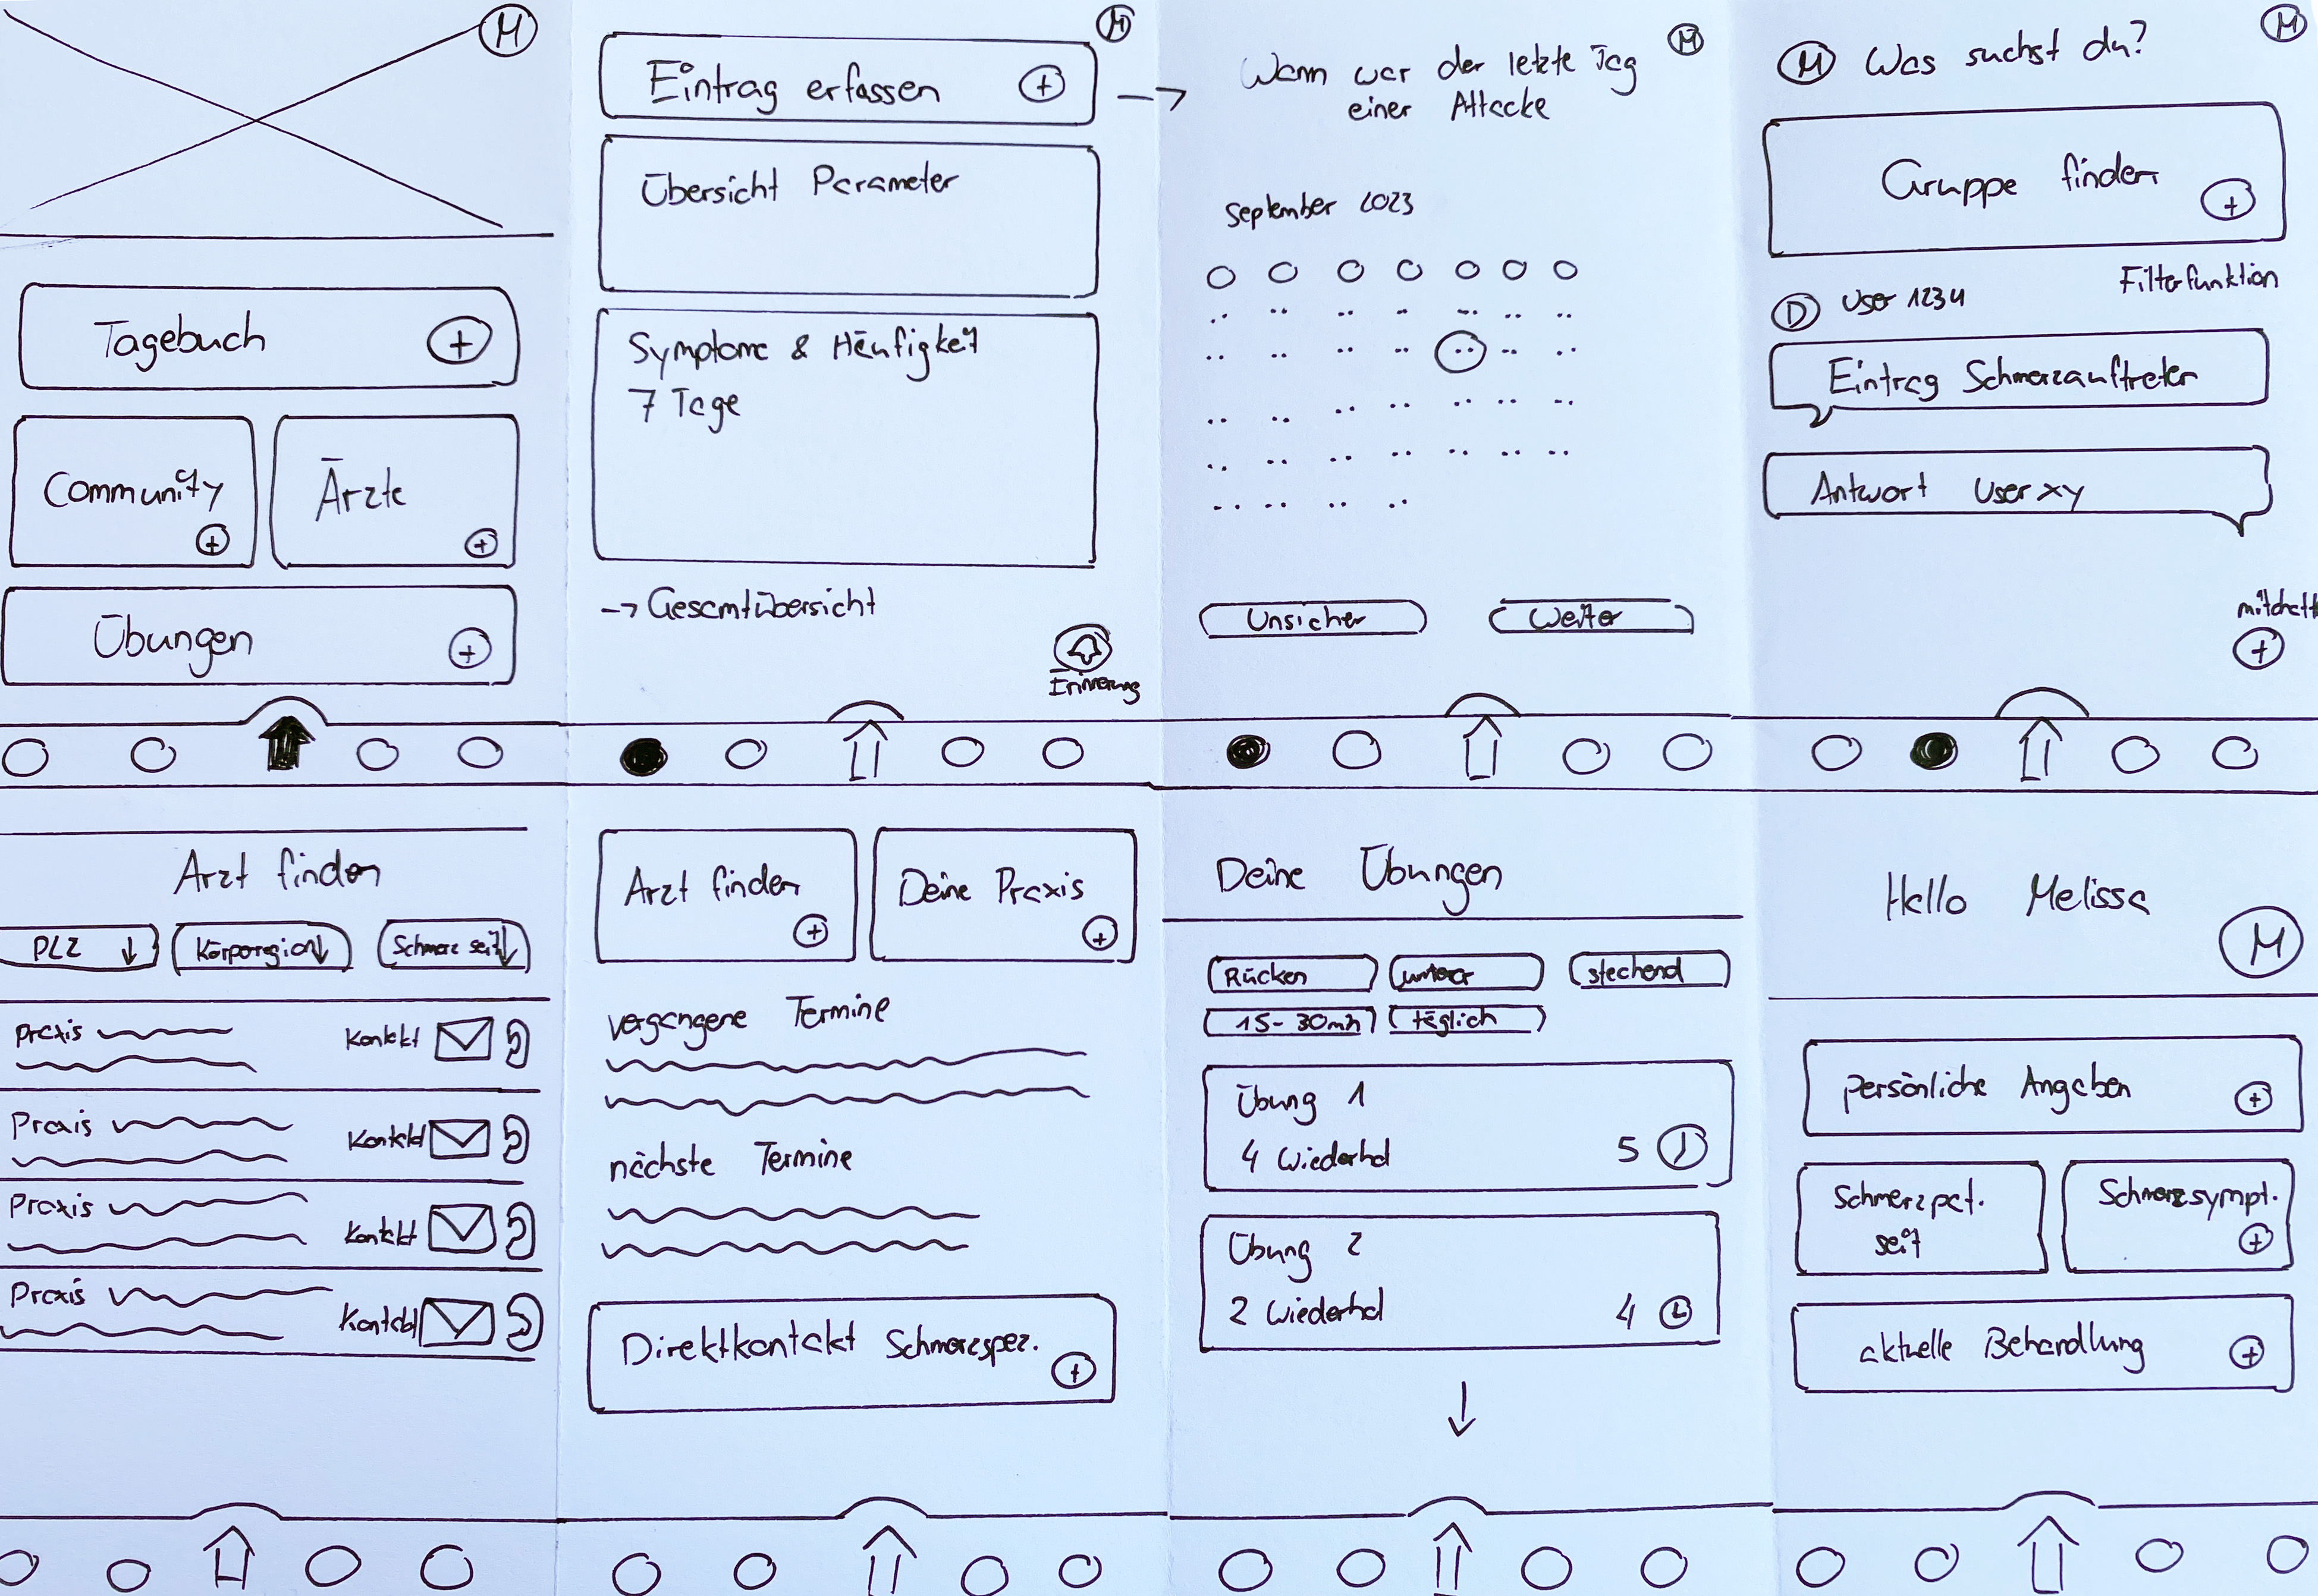 M
Tagebuch +
Community +
Ärzte +
Übungen +
M
Eintrag erfassen +
Übersicht Parameter
Symptome & Häufigkeit
7 Tage
→ Gesamtübersicht
Erinnerung
→
M
Wann war der letzte Tag
einer Attacke
September 2023
Unsicher
Weiter
M
M Was suchst du?
Gruppe finden +
Filterfunktion
D User 1234
Eintrag Schmerzauftreten
Antwort User xy
mitchatt
+
Arzt finden
PLZ ↓
Körperregion ↓
Schmerz seit ↓
Praxis
Kontakt
Praxis
Kontakt
Praxis
Kontakt
Praxis
Kontakt
Arzt finden +
Deine Praxis +
vergangene Termine
nächste Termine
Direktkontakt Schmerzspez. +
Deine Übungen
Rücken
unterer
stechend
15-30min
täglich
Übung 1
4 Wiederhol 5
Übung 2
2 Wiederhol 4
↓
Hallo Melissa
M
persönliche Angaben +
Schmerzpat.
seit
Schmerzsympt.
+
aktuelle Behandlung +